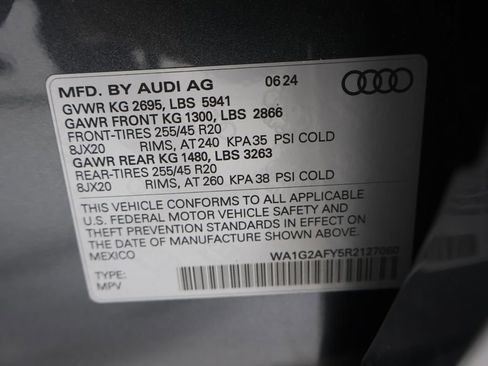 MFD. BY AUDI AG 06 24
GVWR KG 2695, LBS 5941
GAWR FRONT KG 1300, LBS 2866
FRONT-TIRES 255/45 R20
8JX20 RIMS, AT 240 KPA 35 PSI COLD
GAWR REAR KG 1480, LBS 3263
REAR-TIRES 255/45 R20
8JX20 RIMS, AT 260 KPA 38 PSI COLD
THIS VEHICLE CONFORMS TO ALL APPLICABLE
U.S. FEDERAL MOTOR VEHICLE SAFETY AND
THEFT PREVENTION STANDARDS IN EFFECT ON
THE DATE OF MANUFACTURE SHOWN ABOVE.
MEXICO
WA1G2AFY5R2127060
TYPE:
MPV